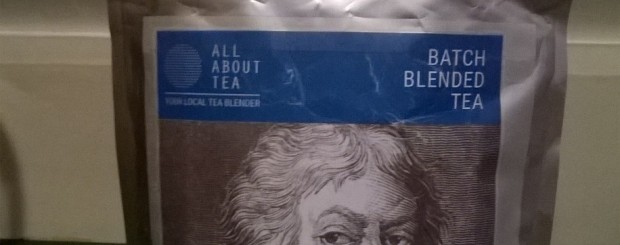 ALL
ABOUT
TEA
YOUR LOCAL TEA BLENDER
BATCH
BLENDED
TEA